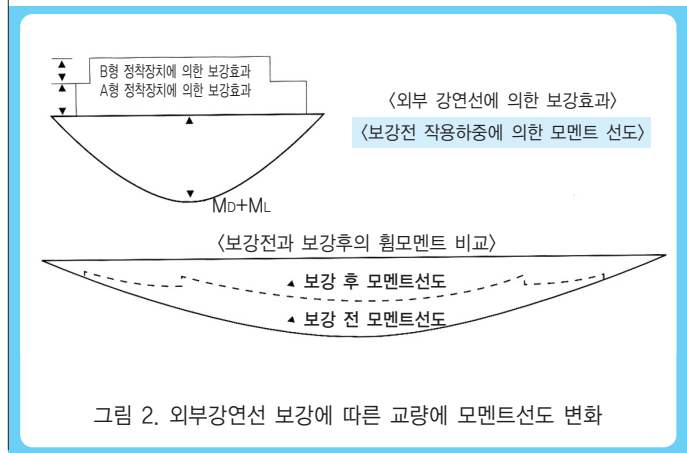 B형 정착장치에 의한 보강효과
A형 정착장치에 의한 보강효과
〈외부 강연선에 의한 보강효과〉
〈보강전 작용하중에 의한 모멘트 선도〉
MD+ML
〈보강전과 보강후의 휨모멘트 비교〉
보강 후 모멘트선도
보강 전 모멘트선도
그림 2. 외부강연선 보강에 따른 교량에 모멘트선도 변화